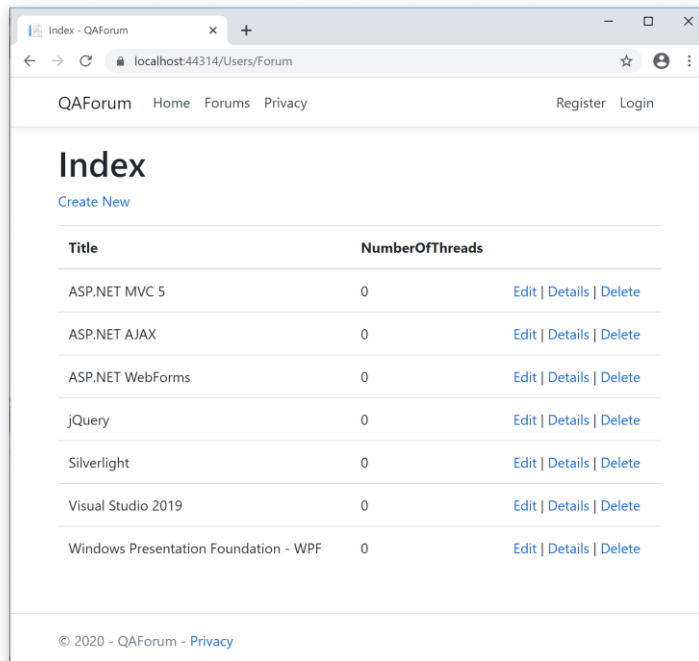 Index - QAForum
localhost:44314/Users/Forum
QAForum Home Forums Privacy Register Login
Index
Create New
Title NumberOfThreads
ASP.NET MVC 5 0 Edit | Details | Delete
ASP.NET AJAX 0 Edit | Details | Delete
ASP.NET WebForms 0 Edit | Details | Delete
jQuery 0 Edit | Details | Delete
Silverlight 0 Edit | Details | Delete
Visual Studio 2019 0 Edit | Details | Delete
Windows Presentation Foundation - WPF 0 Edit | Details | Delete
© 2020 - QAForum - Privacy